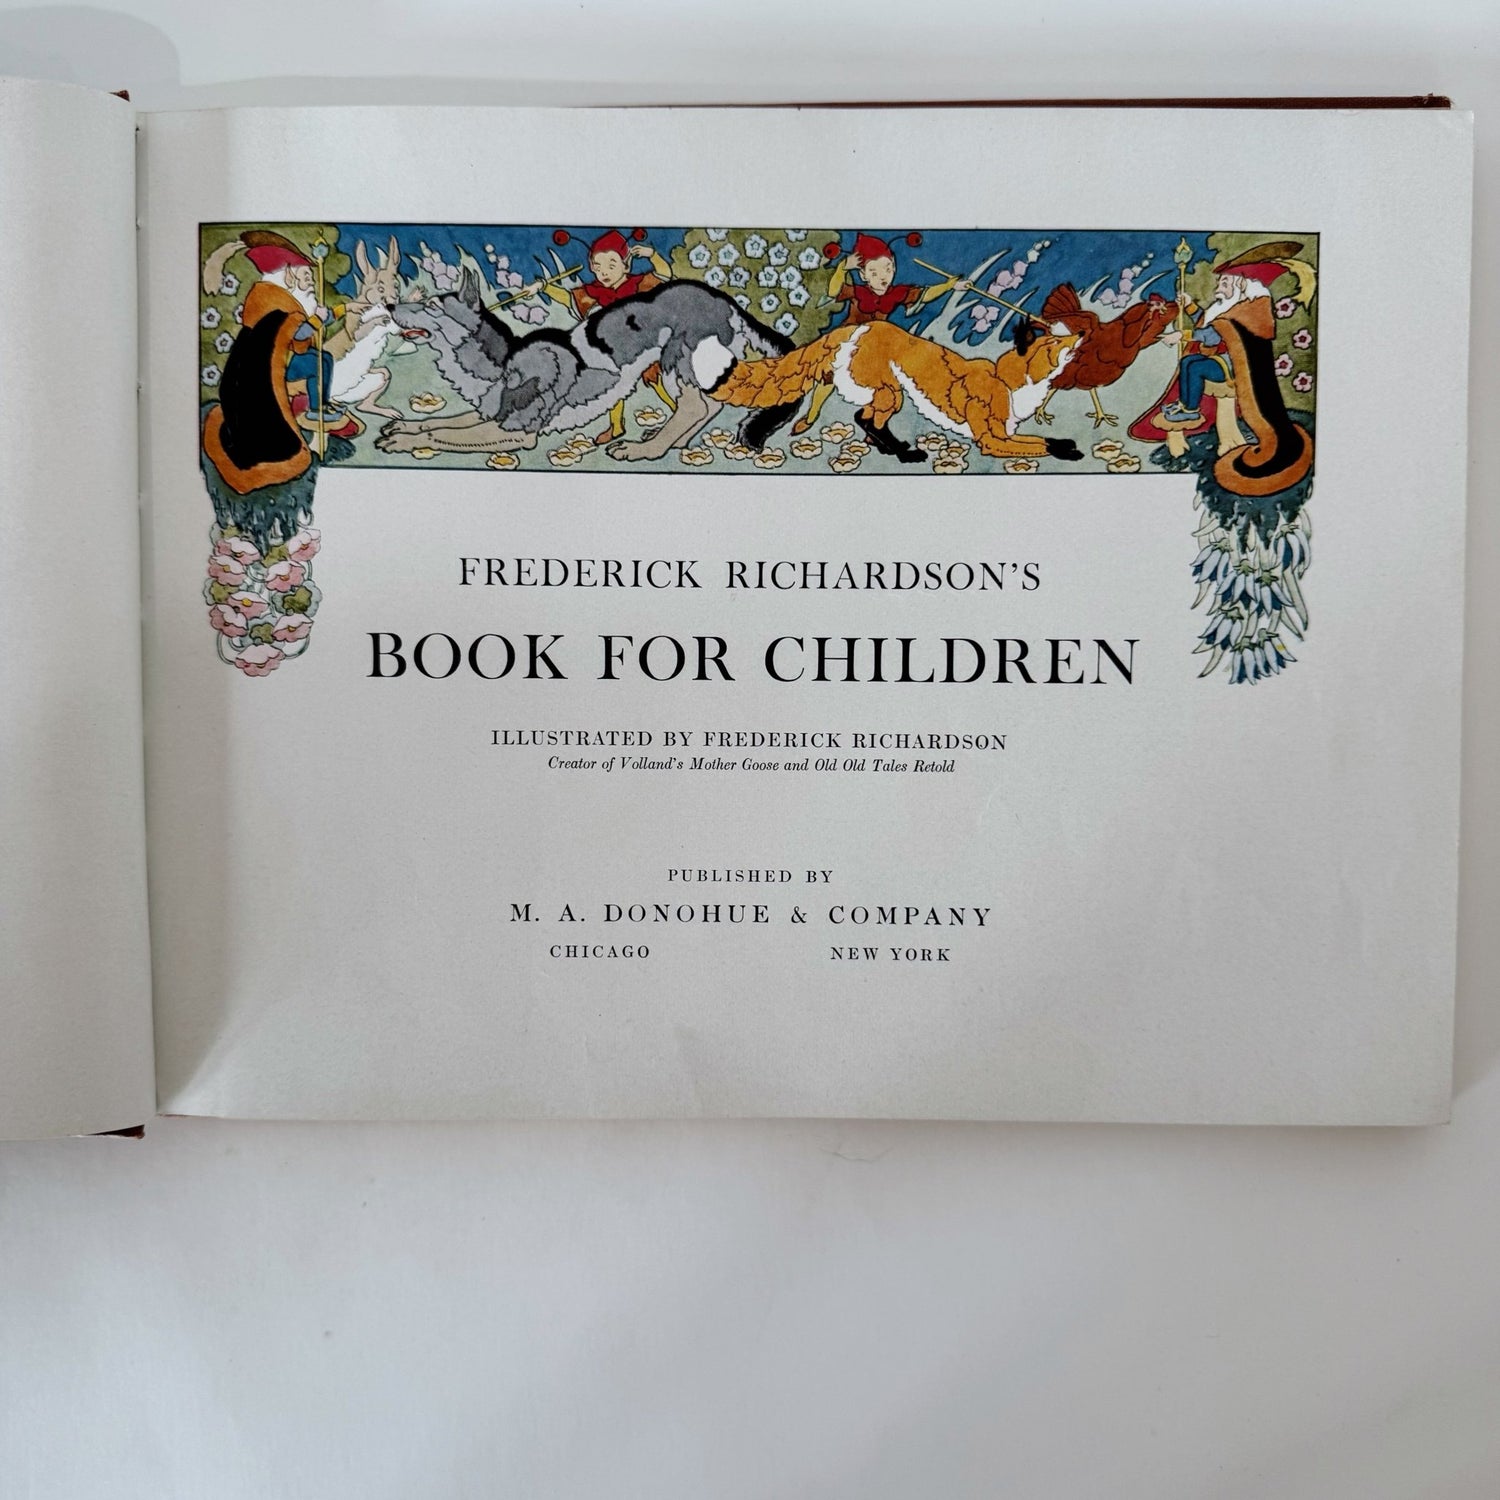 FREDERICK RICHARDSON'S
BOOK FOR CHILDREN
ILLUSTRATED BY FREDERICK RICHARDSON
Creator of Volland's Mother Goose and Old Old Tales Retold
PUBLISHED BY
M. A. DONOHUE & COMPANY
CHICAGO NEW YORK